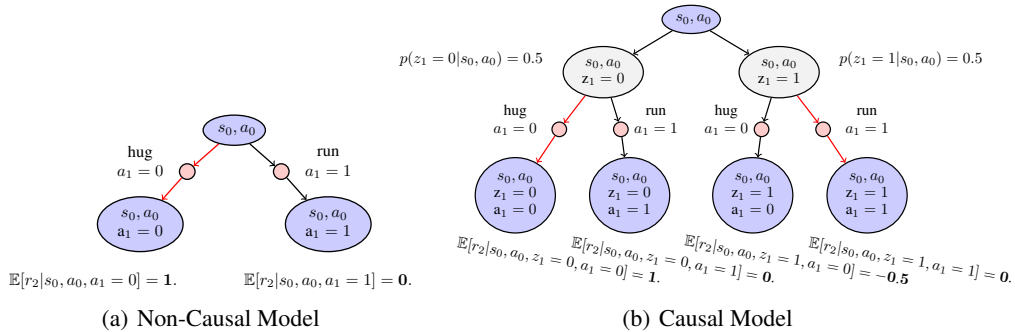 s₀, a₀
hug
a₁ = 0
run
a₁ = 1
s₀, a₀
a₁ = 0
s₀, a₀
a₁ = 1
𝔼[r₂|s₀, a₀, a₁ = 0] = 1.
𝔼[r₂|s₀, a₀, a₁ = 1] = 0.
(a) Non-Causal Model
s₀, a₀
p(z₁ = 0|s₀, a₀) = 0.5
s₀, a₀
z₁ = 0
s₀, a₀
z₁ = 1
p(z₁ = 1|s₀, a₀) = 0.5
hug
a₁ = 0
run
a₁ = 1
hug
a₁ = 0
run
a₁ = 1
s₀, a₀
z₁ = 0
a₁ = 0
s₀, a₀
z₁ = 0
a₁ = 1
s₀, a₀
z₁ = 1
a₁ = 0
s₀, a₀
z₁ = 1
a₁ = 1
𝔼[r₂|s₀, a₀, z₁ = 0, a₁ = 0] = 1.
𝔼[r₂|s₀, a₀, z₁ = 0, a₁ = 1] = 0.
𝔼[r₂|s₀, a₀, z₁ = 1, a₁ = 0] = −0.5
𝔼[r₂|s₀, a₀, z₁ = 1, a₁ = 1] = 0.
(b) Causal Model